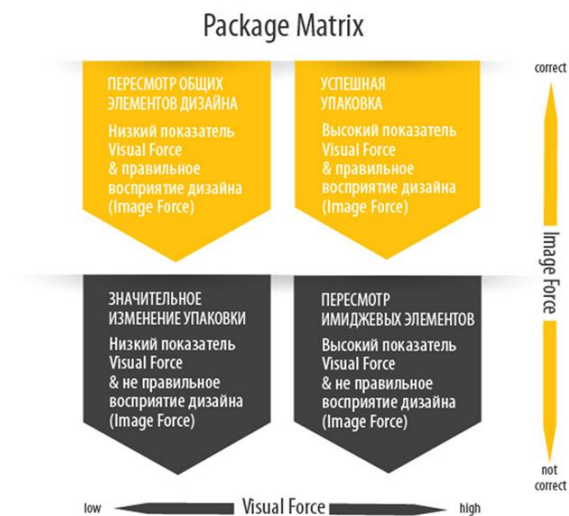 Package Matrix
ПЕРЕСМОТР ОБЩИХ
ЭЛЕМЕНТОВ ДИЗАЙНА
Низкий показатель
Visual Force
& правильное
восприятие дизайна
(Image Force)
УСПЕШНАЯ
УПАКОВКА
Высокий показатель
Visual Force
& правильное
восприятие дизайна
(Image Force)
correct
Image Force
ЗНАЧИТЕЛЬНОЕ
ИЗМЕНЕНИЕ УПАКОВКИ
Низкий показатель
Visual Force
& не правильное
восприятие дизайна
(Image Force)
ПЕРЕСМОТР
ИМИДЖЕВЫХ ЭЛЕМЕНТОВ
Высокий показатель
Visual Force
& не правильное
восприятие дизайна
(Image Force)
not
correct
low
Visual Force
high